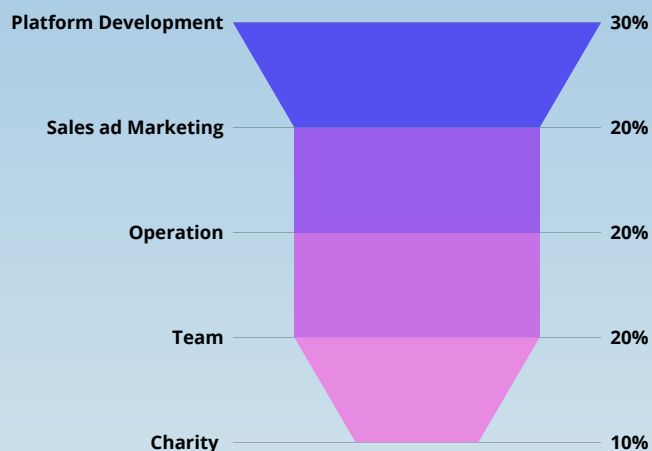 Platform Development 30%
Sales ad Marketing 20%
Operation 20%
Team 20%
Charity 10%